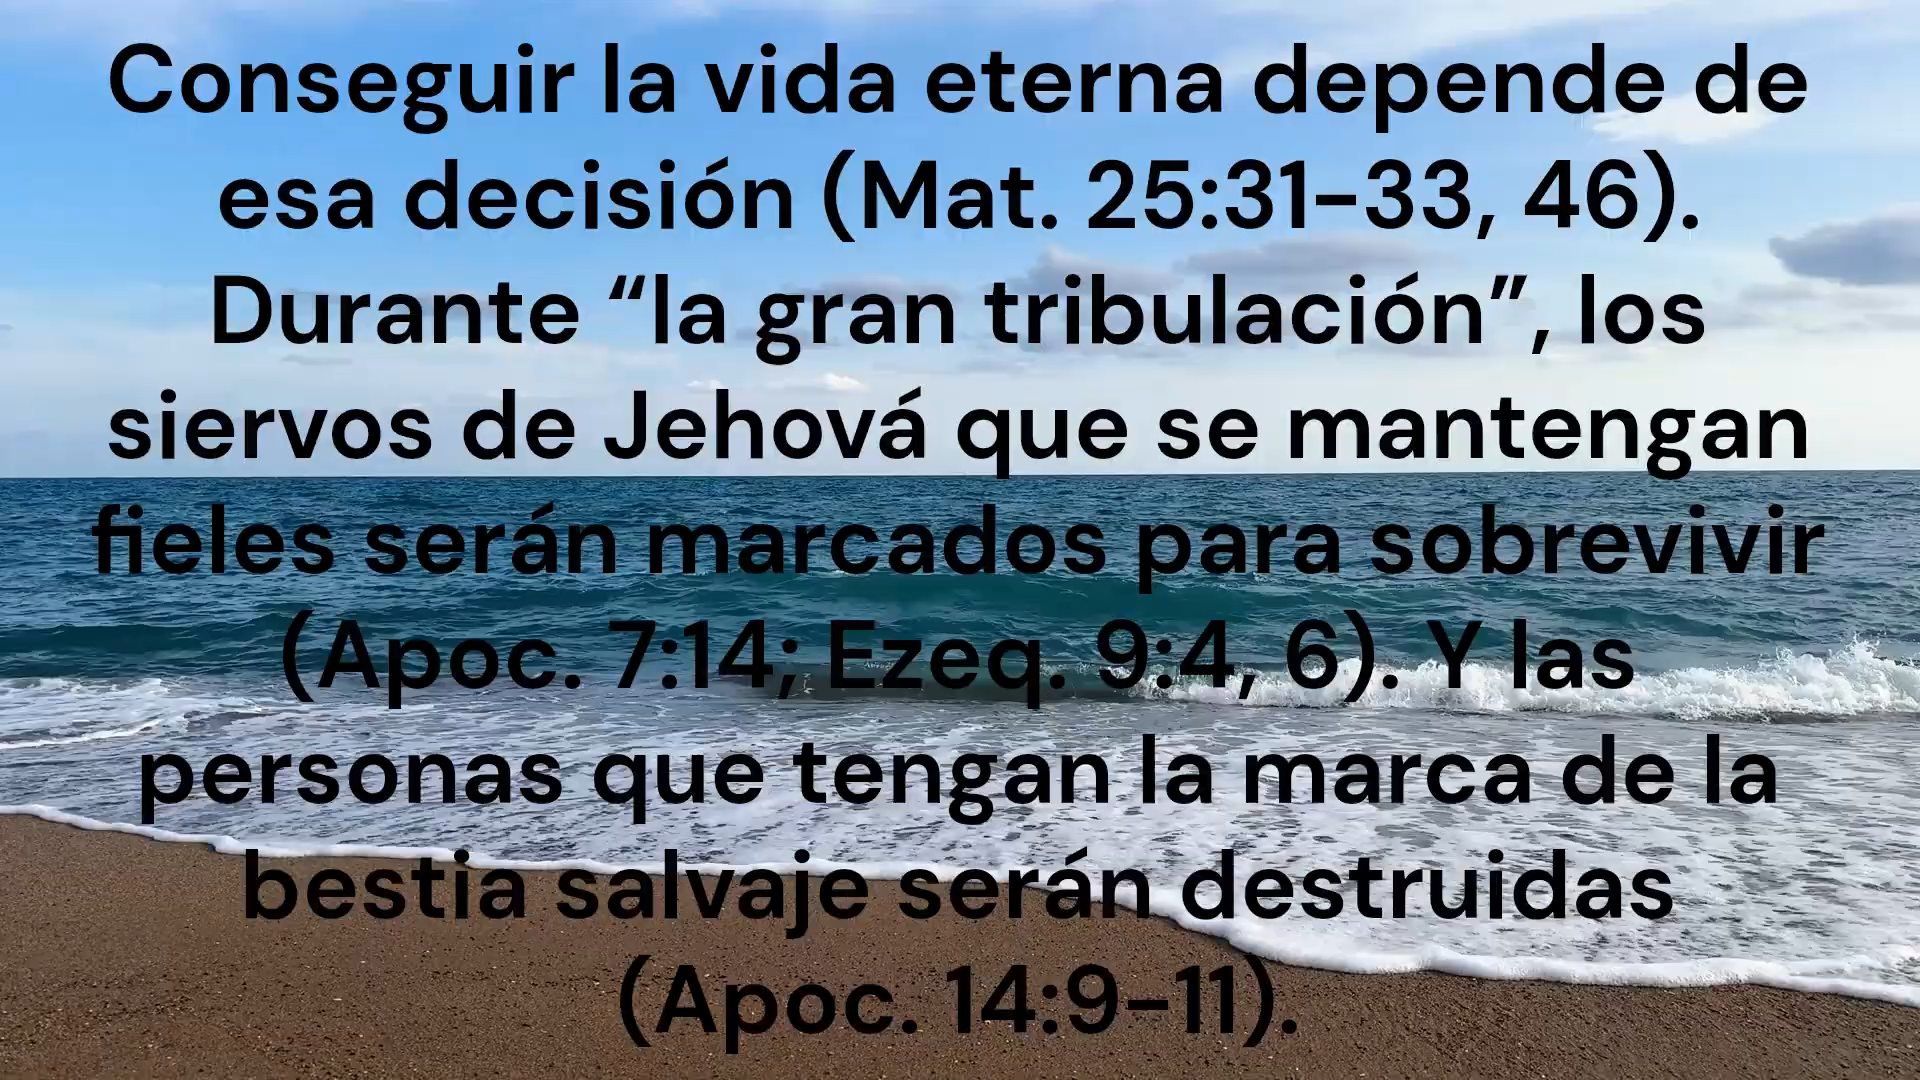 Conseguir la vida eterna depende de
esa decisión (Mat. 25:31-33, 46).
Durante “la gran tribulación”, los
siervos de Jehová que se mantengan
fieles serán marcados para sobrevivir
(Apoc. 7:14; Ezeq. 9:4, 6). Y las
personas que tengan la marca de la
bestia salvaje serán destruidas
(Apoc. 14:9-11).